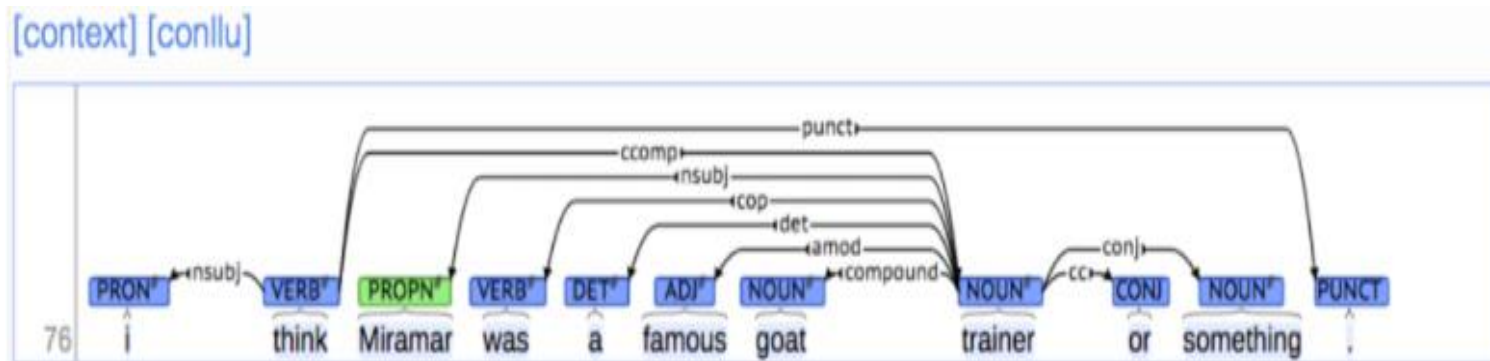 [context] [conllu]
punct
ccomp
nsubj
cop
det
amod
conj
nsubj
compound
cc
PRON# VERB# PROPN# VERB# DET# ADJ# NOUN# NOUN# CONJ NOUN# PUNCT
76 i think Miramar was a famous goat trainer or something .